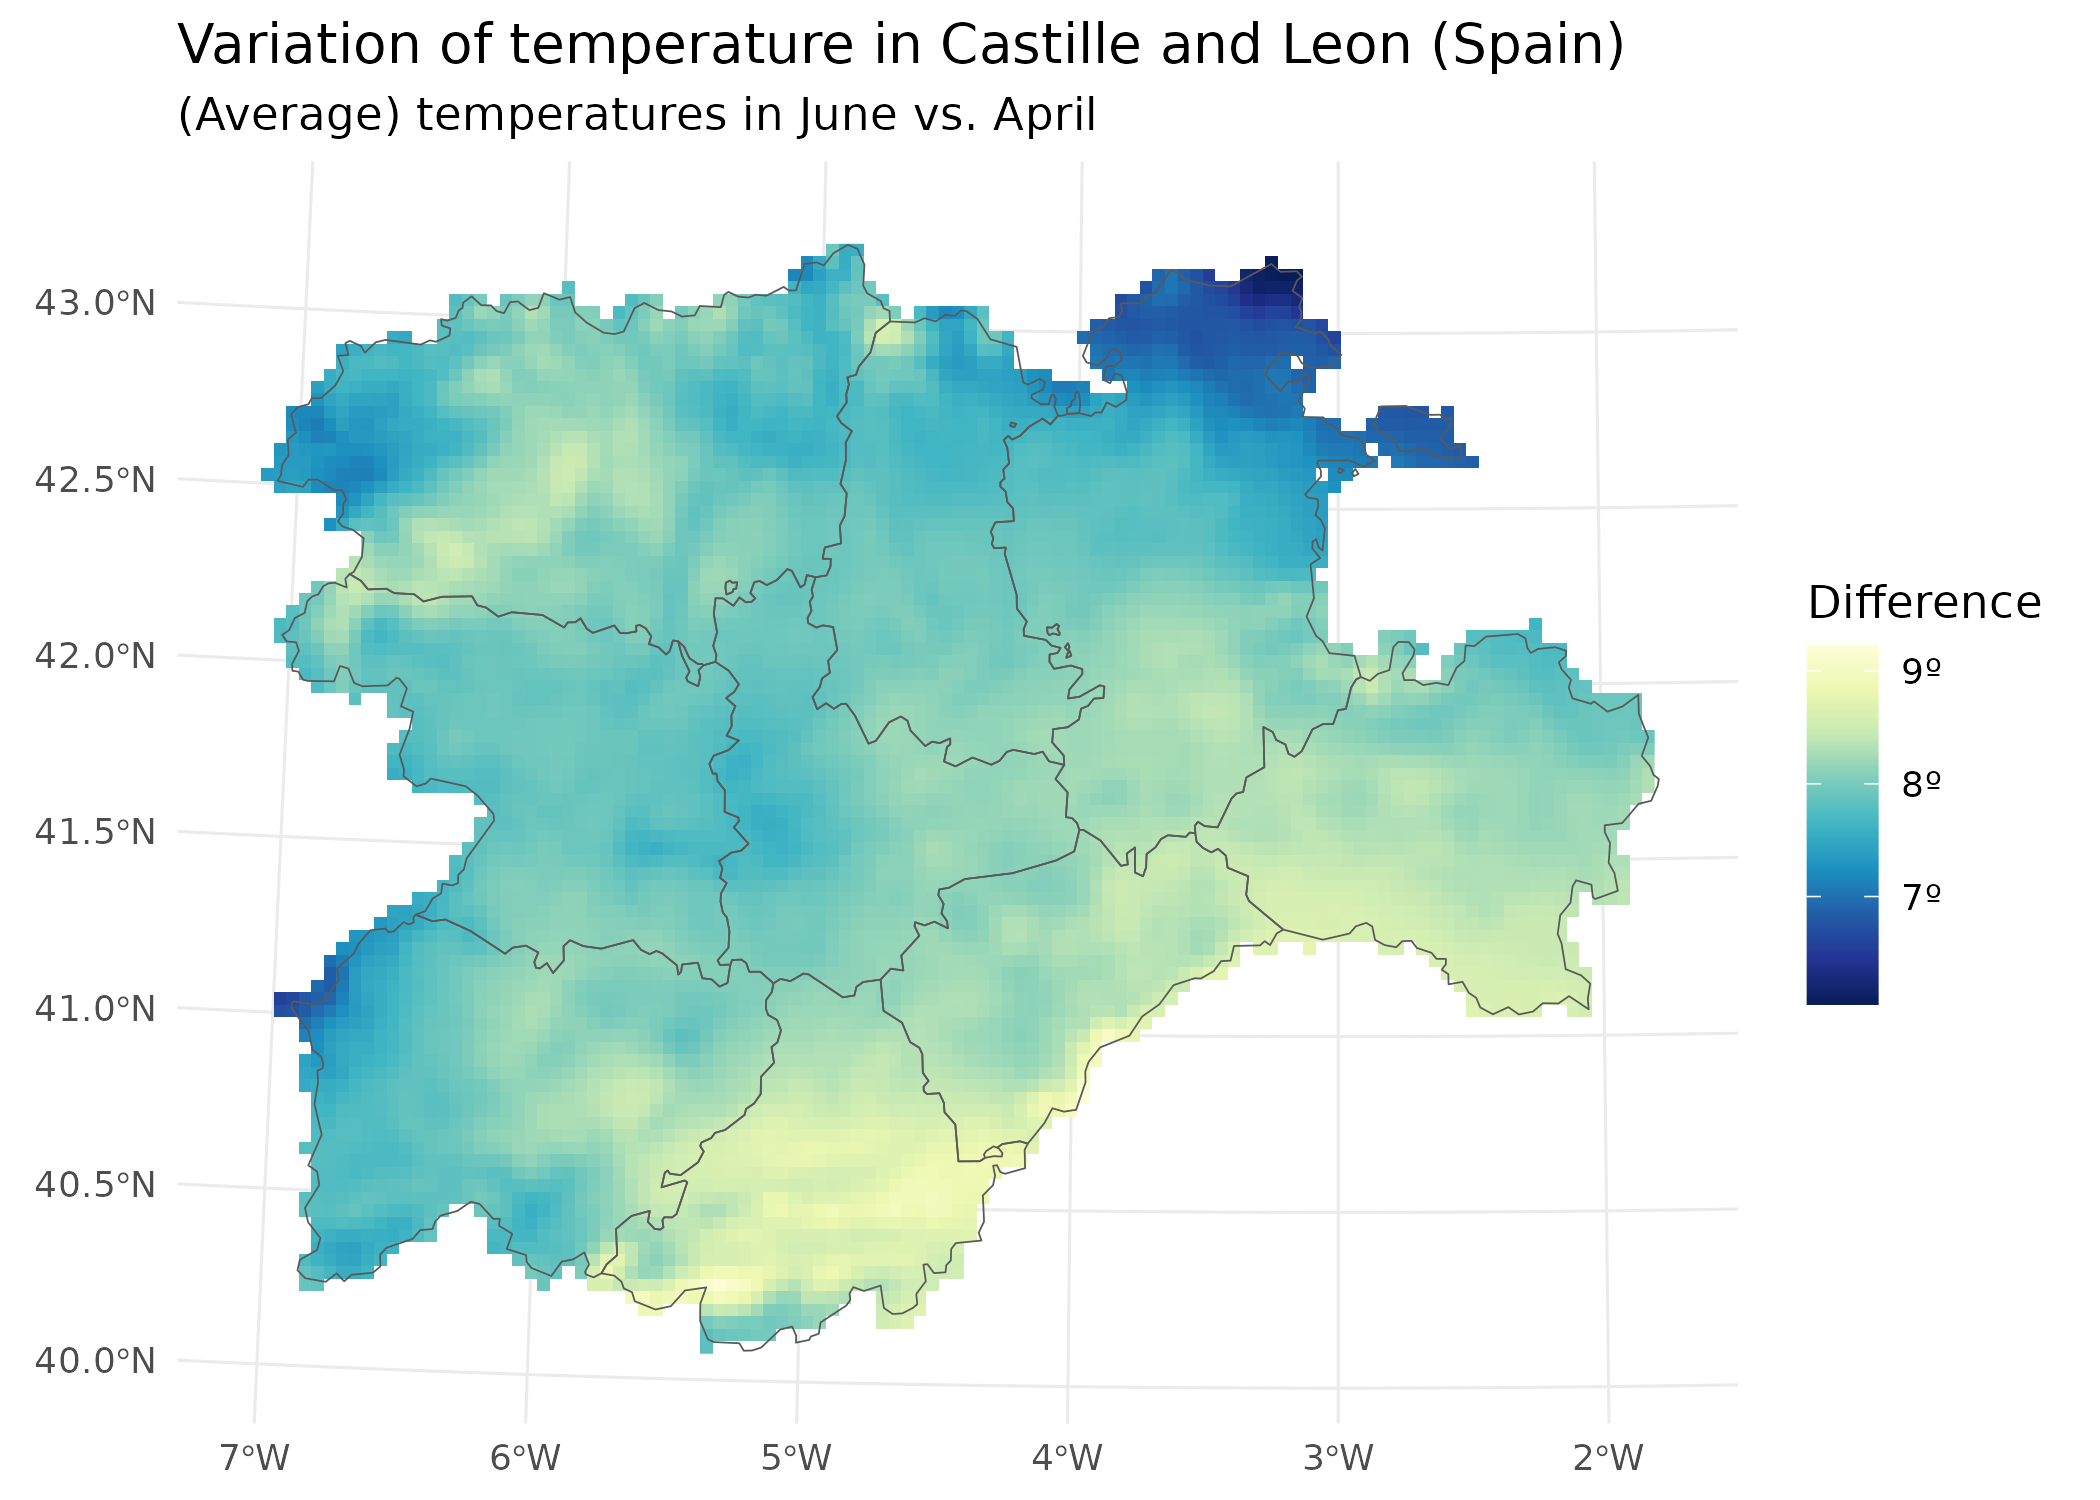 Variation of temperature in Castille and Leon (Spain)
(Average) temperatures in June vs. April
43.0°N
42.5°N
42.0°N
41.5°N
41.0°N
40.5°N
40.0°N
7°W 6°W 5°W 4°W 3°W 2°W
Difference
9º
8º
7º